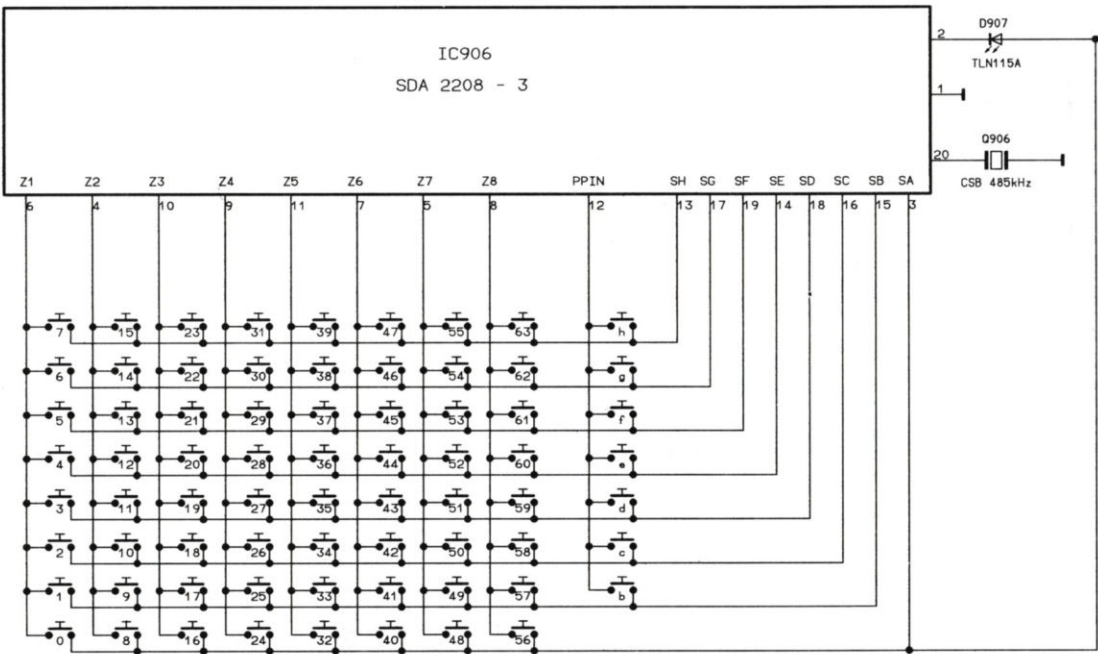 D907
2
IC906
TLN115A
SDA 2208 - 3
1
Q906
20
CSB 485kHz
Z1 Z2 Z3 Z4 Z5 Z6 Z7 Z8 PPIN SH SG SF SE SD SC SB SA
6 4 10 9 11 7 5 8 12 13 17 19 14 18 16 15 3
7 15 23 31 39 47 55 63 h
6 14 22 30 38 46 54 62 g
5 13 21 29 37 45 53 61 f
4 12 20 28 36 44 52 60 e
3 11 19 27 35 43 51 59 d
2 10 18 26 34 42 50 58 c
1 9 17 25 33 41 49 57 b
0 8 16 24 32 40 48 56